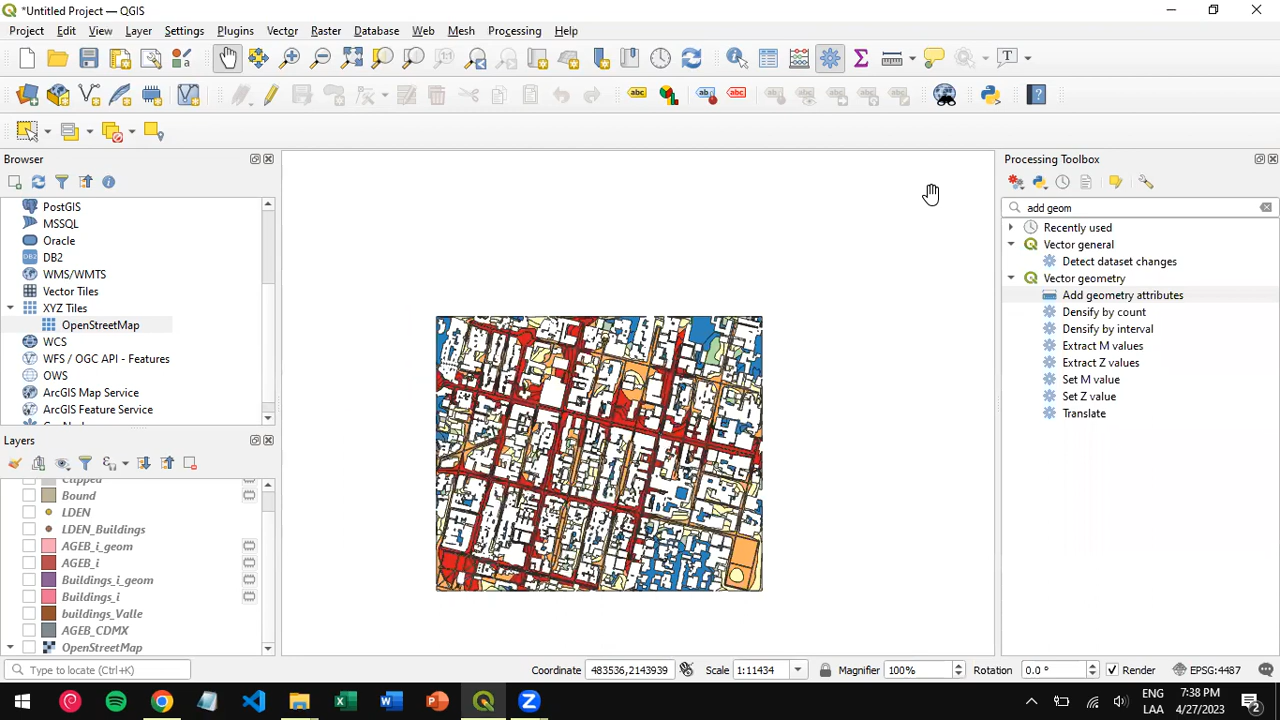 *Untitled Project — QGIS
Project Edit View Layer Settings Plugins Vector Raster Database Web Mesh Processing Help
Browser
PostGIS
MSSQL
Oracle
DB2
WMS/WMTS
Vector Tiles
XYZ Tiles
OpenStreetMap
WCS
WFS / OGC API - Features
OWS
ArcGIS Map Service
ArcGIS Feature Service
Layers
Clipped
Bound
LDEN
LDEN_Buildings
AGEB_i_geom
AGEB_i
Buildings_i_geom
Buildings_i
buildings_Valle
AGEB_CDMX
OpenStreetMap
Processing Toolbox
add geom
Recently used
Vector general
Detect dataset changes
Vector geometry
Add geometry attributes
Densify by count
Densify by interval
Extract M values
Extract Z values
Set M value
Set Z value
Translate
Type to locate (Ctrl+K)
Coordinate 483536,2143939 Scale 1:11434 Magnifier 100% Rotation 0.0 ° Render EPSG:4487
ENG 7:38 PM
LAA 4/27/2023
2